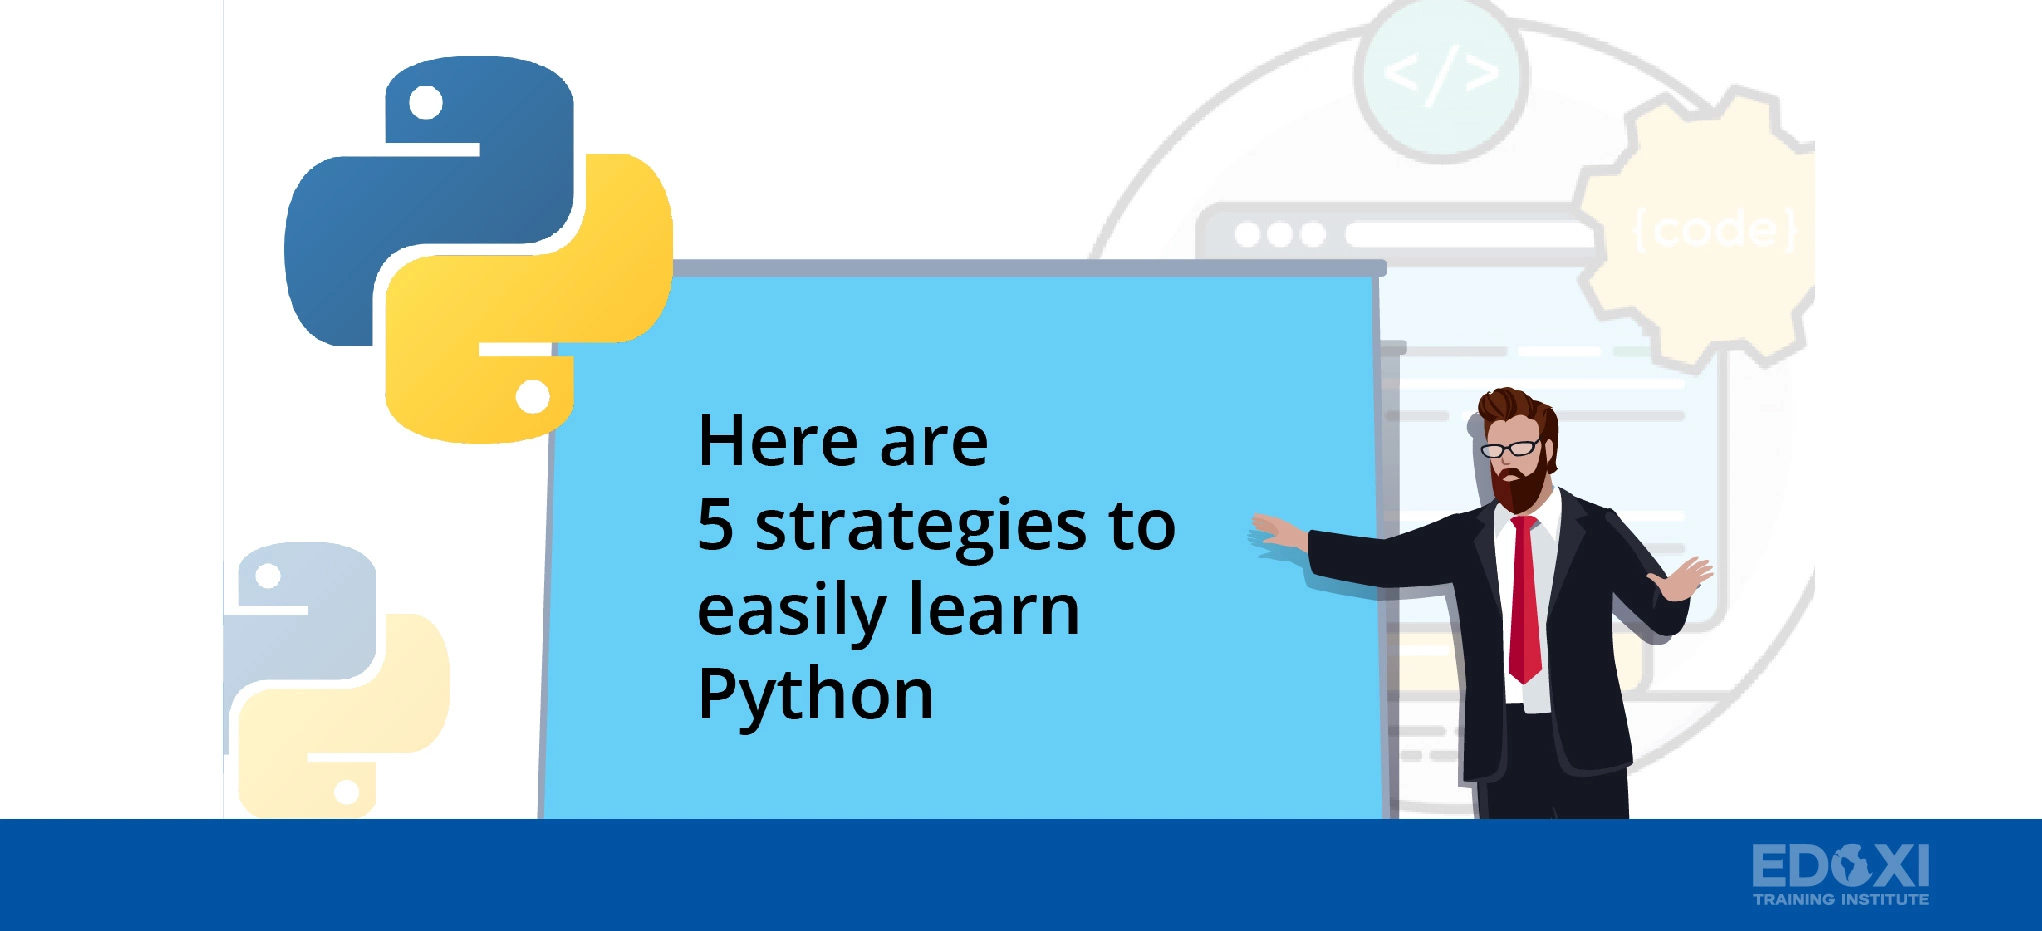 </>
{code}
Here are
5 strategies to
easily learn
Python
EDOXI
TRAINING INSTITUTE